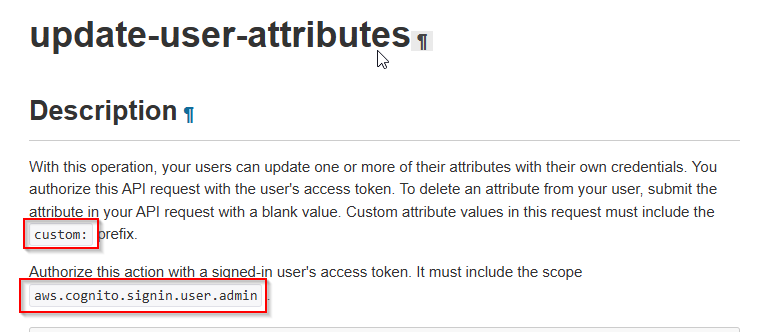 update-user-attributes ¶
Description ¶
With this operation, your users can update one or more of their attributes with their own credentials. You
authorize this API request with the user's access token. To delete an attribute from your user, submit the
attribute in your API request with a blank value. Custom attribute values in this request must include the
custom: prefix.
Authorize this action with a signed-in user's access token. It must include the scope
aws.cognito.signin.user.admin .